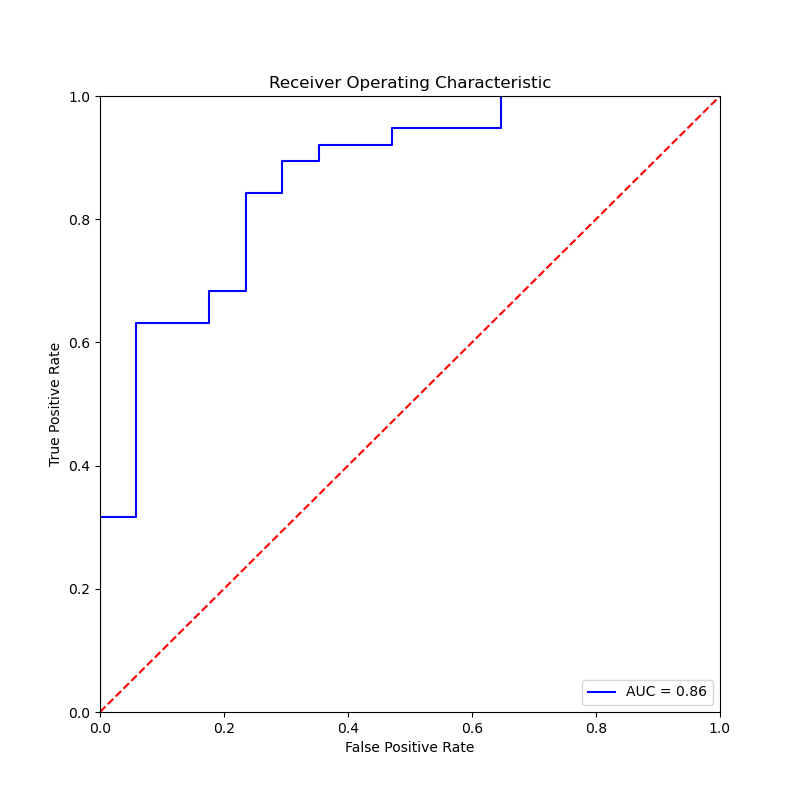 Receiver Operating Characteristic
1.0
0.8
0.6
0.4
0.2
0.0
True Positive Rate
AUC = 0.86
0.0 0.2 0.4 0.6 0.8 1.0
False Positive Rate